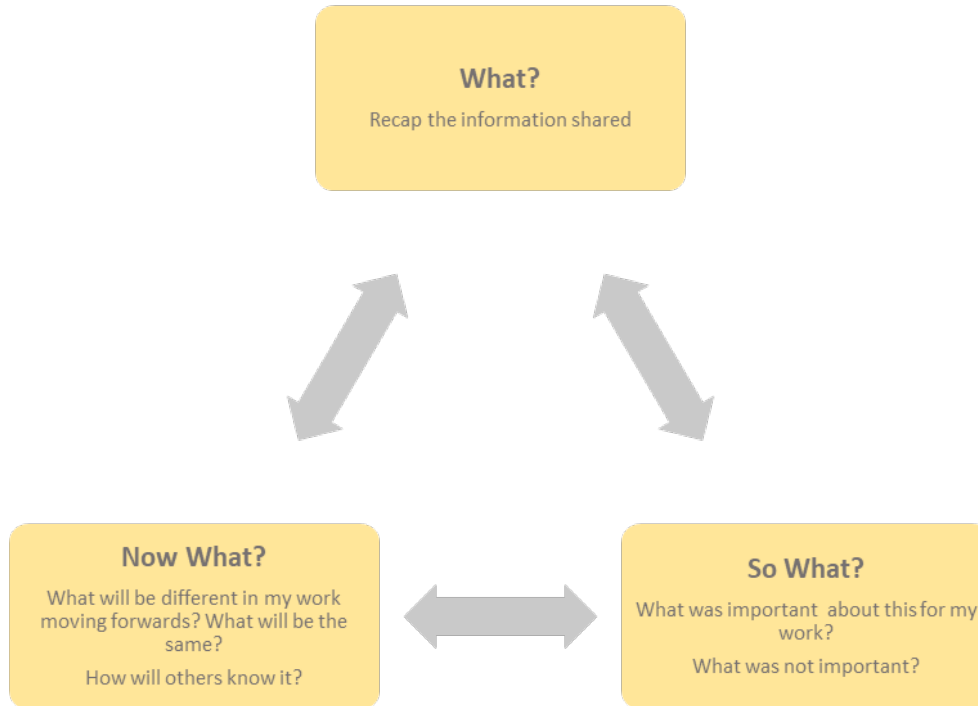 What?
Recap the information shared
Now What?
What will be different in my work
moving forwards? What will be the
same?
How will others know it?
So What?
What was important about this for my
work?
What was not important?